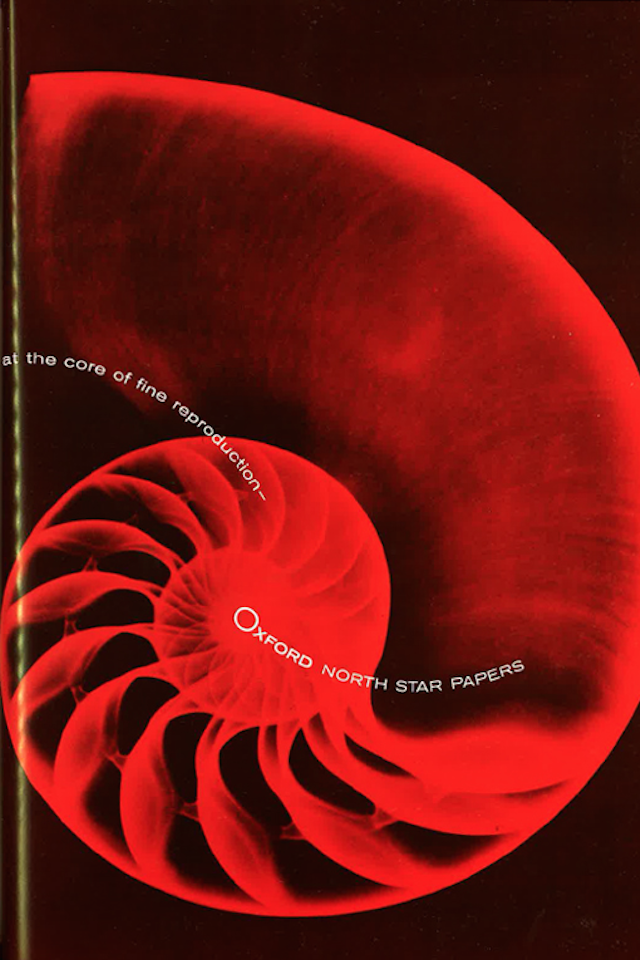 at the core of fine reproduction—
OXFORD NORTH STAR PAPERS